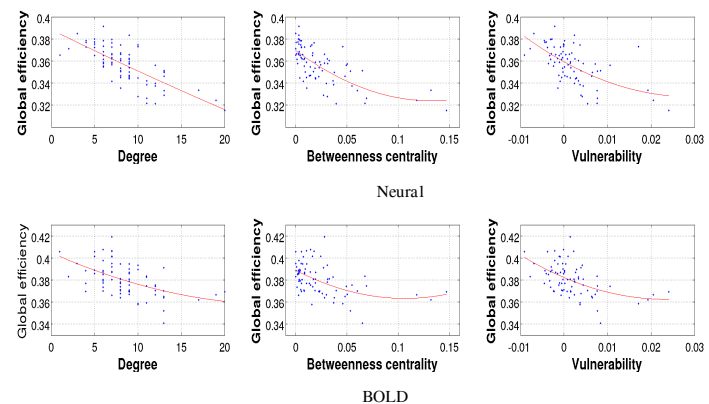 0.4 0.38 0.36 0.34 0.32
Global efficiency
0 5 10 15 20
Degree
0.4 0.38 0.36 0.34 0.32
Global efficiency
0 0.05 0.1 0.15
Betweenness centrality
0.4 0.38 0.36 0.34 0.32
Global efficiency
-0.01 0 0.01 0.02 0.03
Vulnerability
Neural
0.42 0.4 0.38 0.36 0.34
Global efficiency
0 5 10 15 20
Degree
0.42 0.4 0.38 0.36 0.34
Global efficiency
0 0.05 0.1 0.15
Betweenness centrality
0.42 0.4 0.38 0.36 0.34
Global efficiency
-0.01 0 0.01 0.02 0.03
Vulnerability
BOLD